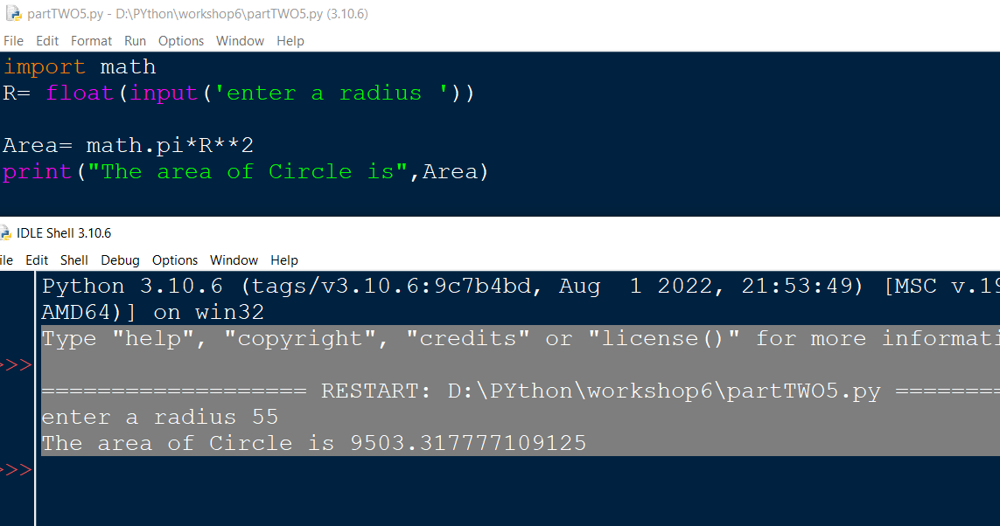 partTWO5.py - D:\PYthon\workshop6\partTWO5.py (3.10.6)
File Edit Format Run Options Window Help
import math
R= float(input('enter a radius '))
Area= math.pi*R**2
print("The area of Circle is",Area)
IDLE Shell 3.10.6
ile Edit Shell Debug Options Window Help
Python 3.10.6 (tags/v3.10.6:9c7b4bd, Aug  1 2022, 21:53:49) [MSC v.19
AMD64)] on win32
Type "help", "copyright", "credits" or "license()" for more informati
>>>
=================== RESTART: D:\PYthon\workshop6\partTWO5.py ========
enter a radius 55
The area of Circle is 9503.317777109125
>>>